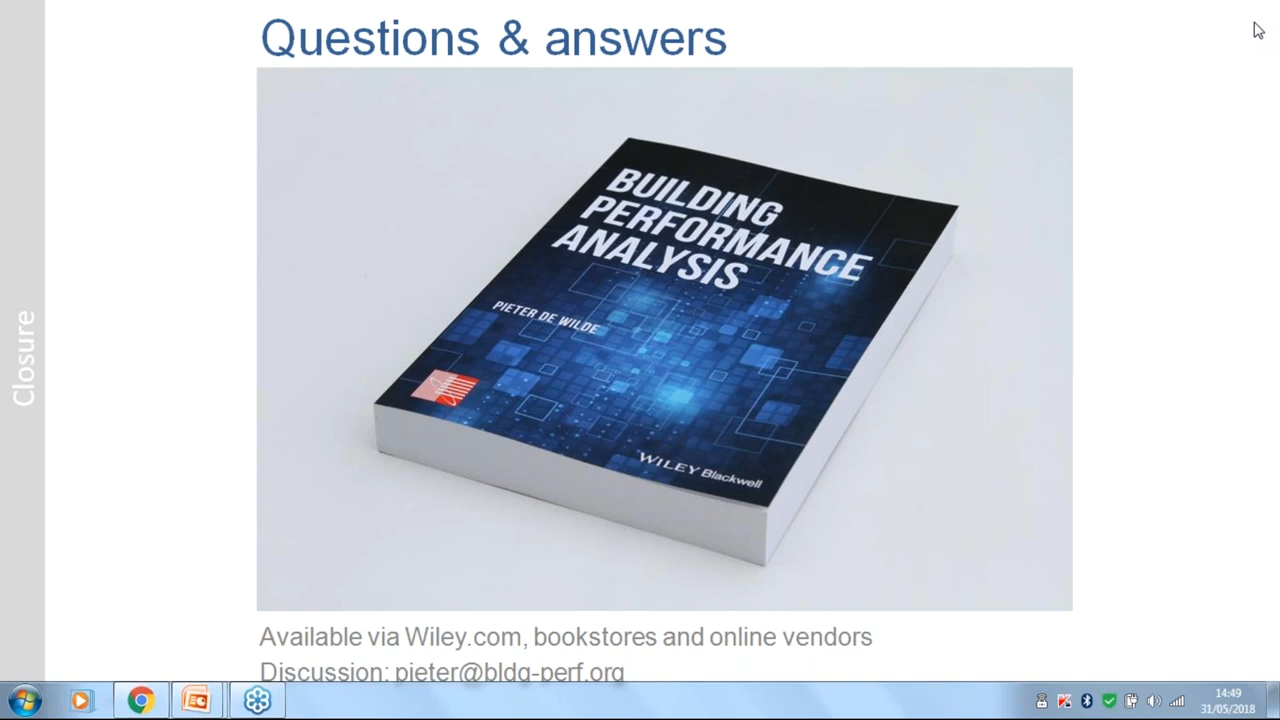 Questions & answers
BUILDING
PERFORMANCE
ANALYSIS
PIETER DE WILDE
WILEY Blackwell
Closure
Available via Wiley.com, bookstores and online vendors
Discussion: pieter@bldg-perf.org
14:49
31/05/2018